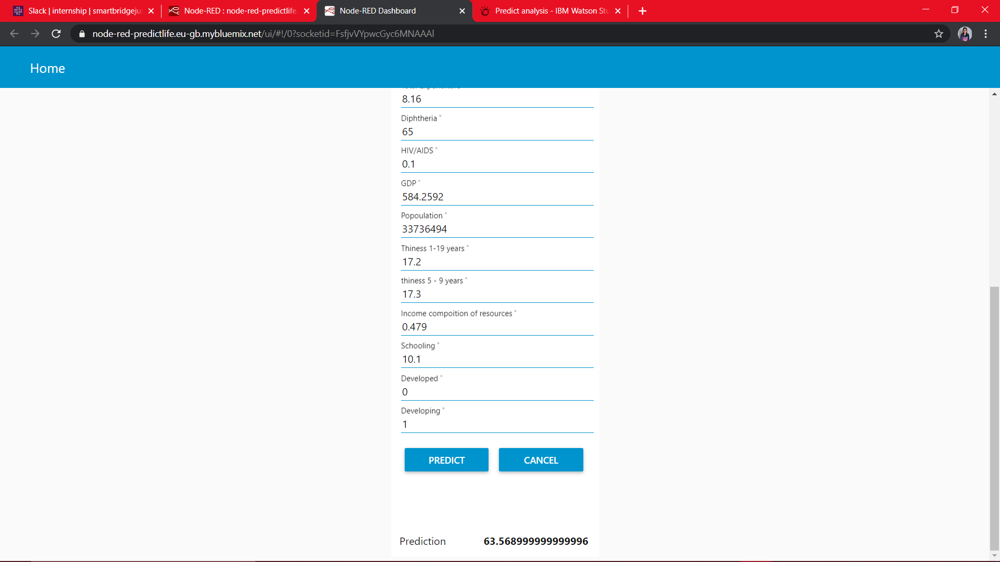 Slack | internship | smartbridgeju
Node-RED : node-red-predictlife.
Node-RED Dashboard
Predict analysis - IBM Watson Stu
node-red-predictlife.eu-gb.mybluemix.net/ui/#!/0?socketid=FsfjvVYpwcGyc6MNAAAl
Home
8.16
Diphtheria *
65
HIV/AIDS *
0.1
GDP *
584.2592
Popoulation *
33736494
Thiness 1-19 years *
17.2
thiness 5 - 9 years *
17.3
Income compoition of resources *
0.479
Schooling *
10.1
Developed *
0
Developing *
1
PREDICT CANCEL
Prediction 63.568999999999996